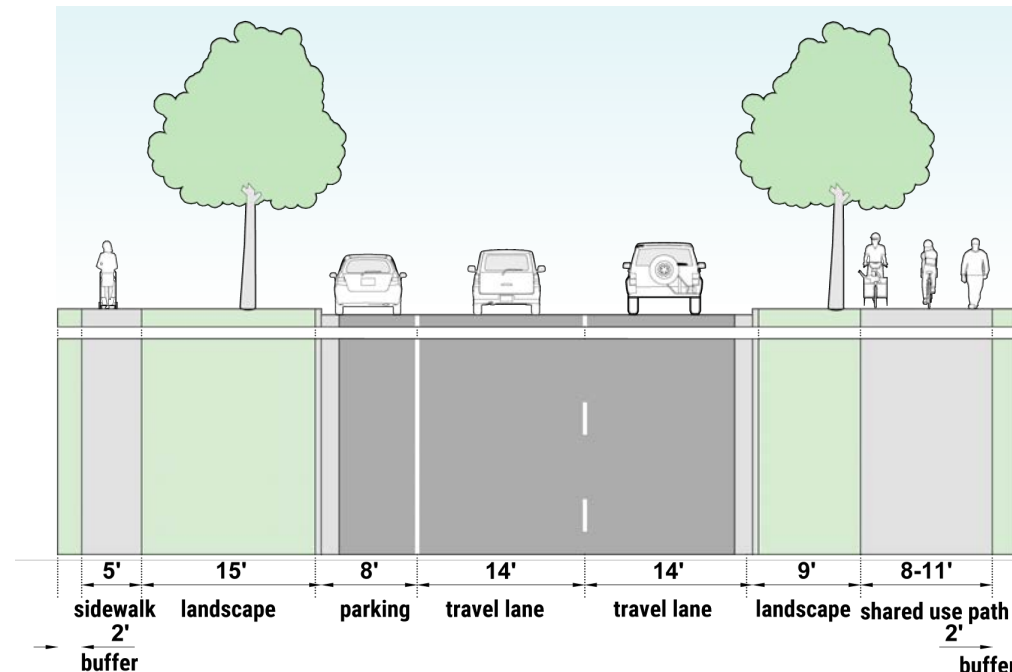 5' 15' 8' 14' 14' 9' 8-11'
sidewalk landscape parking travel lane travel lane landscape shared use path
2' 2'
buffer buffer